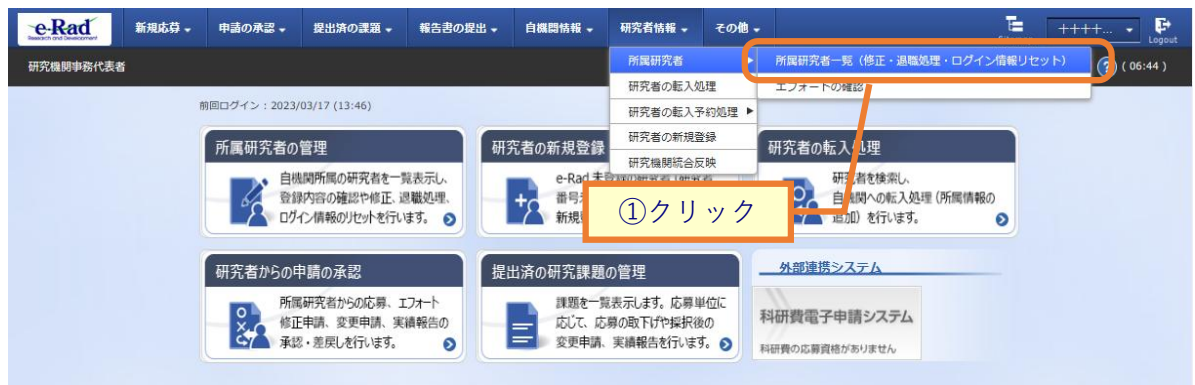 e-Rad
Research and Development
新規応募
申請の承認
提出済の課題
報告書の提出
自機関情報
研究者情報
その他
++++...
Logout
研究機関事務代表者
所属研究者
所属研究者一覧（修正・退職処理・ログイン情報リセット）
? ( 06:44 )
研究者の転入処理
エフォートの確認
研究者の転入予約処理
研究者の新規登録
研究機関統合反映
前回ログイン：2023/03/17 (13:46)
所属研究者の管理
自機関所属の研究者を一覧表示し、
登録内容の確認や修正、退職処理、
ログイン情報のリセットを行います。
研究者の新規登録
e-Rad
番号
新規
①クリック
研究者の転入処理
研究者を検索し、
自機関への転入処理（所属情報の
追加）を行います。
研究者からの申請の承認
所属研究者からの応募、エフォート
修正申請、変更申請、実績報告の
承認・差戻しを行います。
提出済の研究課題の管理
課題を一覧表示します。応募単位に
応じて、応募の取下げや採択後の
変更申請、実績報告を行います。
外部連携システム
科研費電子申請システム
科研費の応募資格がありません